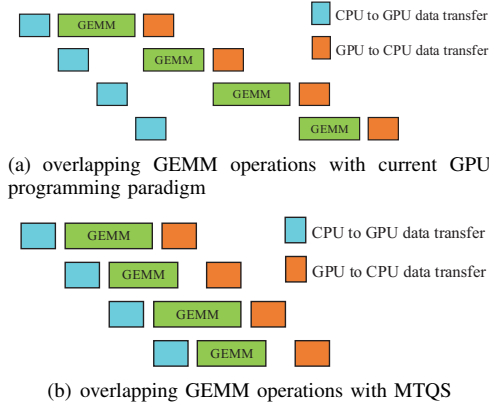 CPU to GPU data transfer
GEMM
GPU to CPU data transfer
GEMM
GEMM
GEMM
(a) overlapping GEMM operations with current GPU
programming paradigm
CPU to GPU data transfer
GEMM
GPU to CPU data transfer
GEMM
GEMM
GEMM
(b) overlapping GEMM operations with MTQS